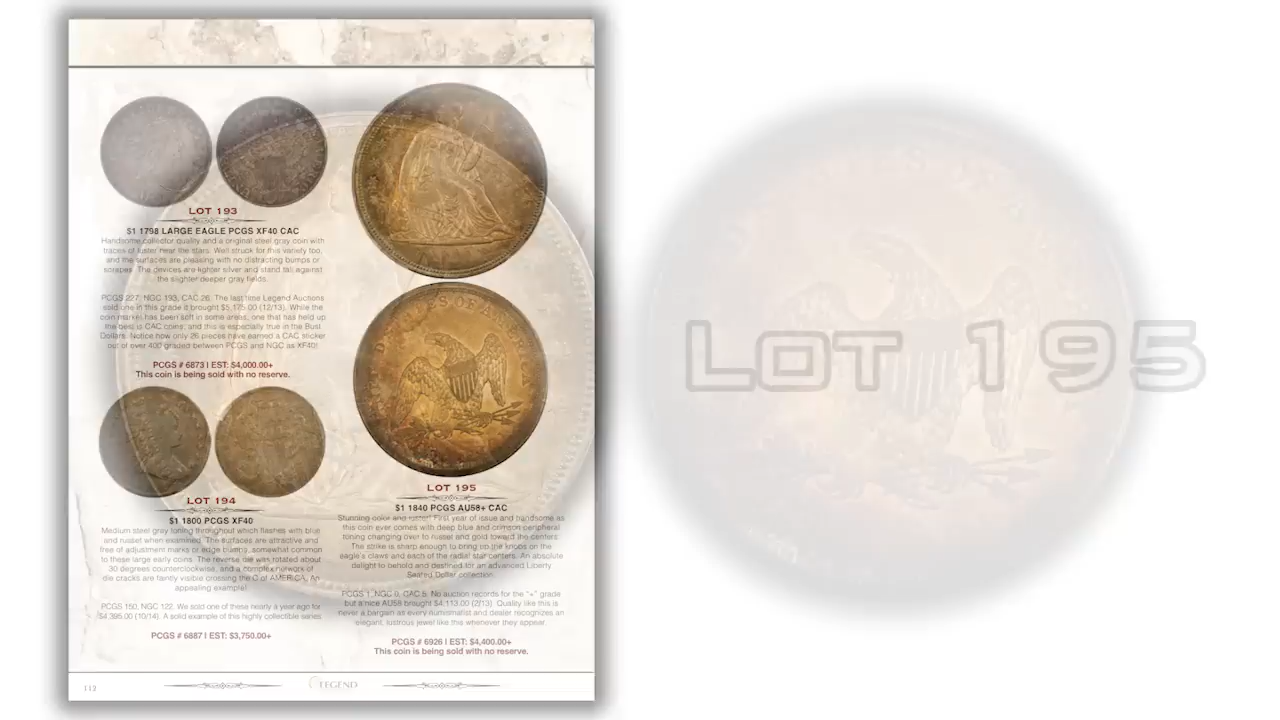 LOT 193
$1 1798 LARGE EAGLE PCGS XF40 CAC
Handsome collector quality and a original steel gray coin with
traces of luster near the stars. Well struck for this variety too,
and the surfaces are pleasing with no distracting bumps or
scrapes. The devices are lighter silver and stand tall against
the slighter deeper gray fields.
PCGS 227, NGC 193, CAC 26. The last time Legend Auctions
sold one in this grade it brought $5,175.00 (12/13). While the
coin market has been soft in some areas, one that has held up
the best is CAC coins, and this is especially true in the Bust
Dollars. Notice how only 26 pieces have earned a CAC sticker
out of over 400 graded between PCGS and NGC as XF40!
PCGS # 6873 | EST: $4,000.00+
This coin is being sold with no reserve.
LOT 194
$1 1800 PCGS XF40
Medium steel gray toning throughout which flashes with blue
and russet when examined. The surfaces are attractive and
free of adjustment marks or edge bumps, somewhat common
to these large early coins. The reverse die was rotated about
30 degrees counterclockwise, and a complex network of
die cracks are faintly visible crossing the C of AMERICA. An
appealing example!
PCGS 150, NGC 122. We sold one of these nearly a year ago for
$4,395.00 (10/14). A solid example of this highly collectible series
PCGS # 6887 | EST: $3,750.00+
LOT 195
$1 1840 PCGS AU58+ CAC
Stunning color and luster! First year of issue and handsome as
this coin ever comes with deep blue and crimson peripheral
toning changing over to russet and gold toward the centers.
The strike is sharp enough to bring up the knobs on the
eagle's claws and each of the radial star centers. An absolute
delight to behold and destined for an advanced Liberty
Seated Dollar collection.
PCGS 1, NGC 0, CAC 5. No auction records for the "+" grade
but a nice AU58 brought $4,113.00 (2/13). Quality like this is
never a bargain as every numismatist and dealer recognizes an
elegant, lustrous jewel like this whenever they appear.
PCGS # 6926 | EST: $4,400.00+
This coin is being sold with no reserve.
112
LEGEND
LOT 195